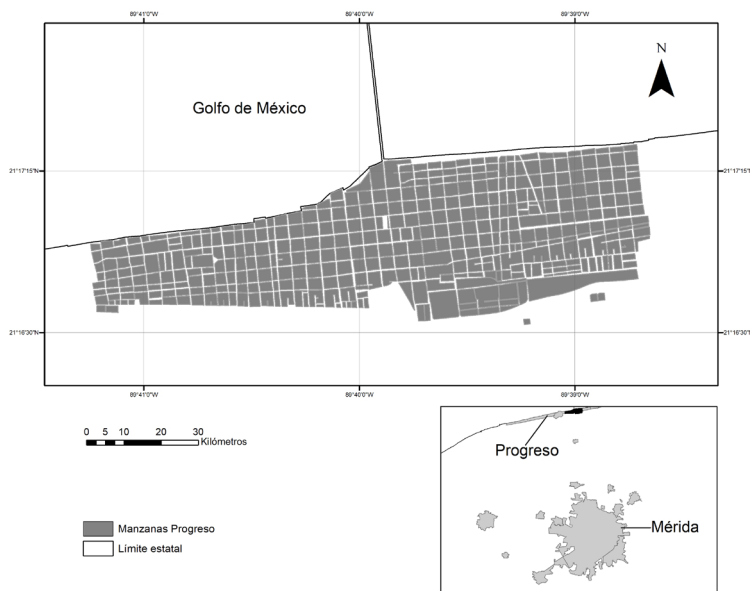 89°41'0"W 89°40'0"W 89°39'0"W
N
Golfo de México
21°17'15"N 21°17'15"N
21°16'30"N 21°16'30"N
89°41'0"W 89°40'0"W 89°39'0"W
0 5 10 20 30
Kilómetros
Progreso
Mérida
Manzanas Progreso
Límite estatal